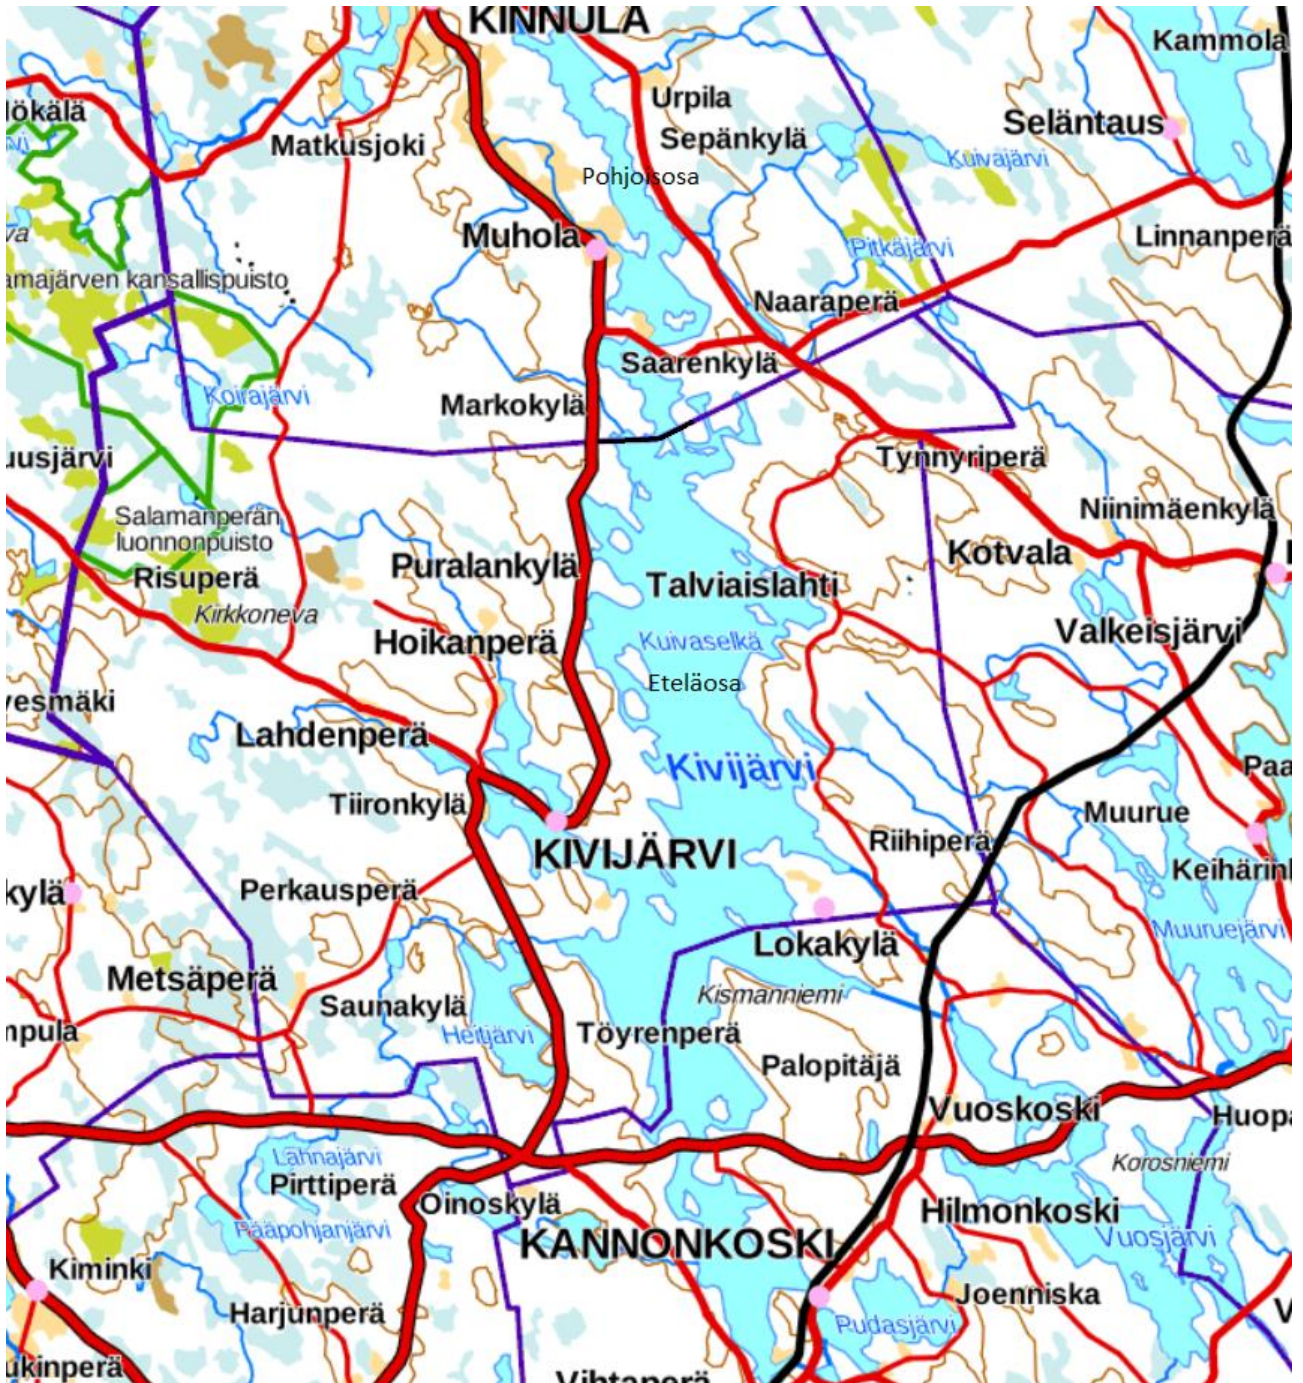 KINNULA
Kammola
Urpila
Seläntaus
Matkusjoki
Sepänkylä
Kuivajärvi
Pohjoisosa
Muhola
Linnanperä
Pitkäjärvi
amajärven kansallispuisto
Naaraperä
Saarenkylä
Koirajärvi
Markokylä
uusjärvi
Tynnyriperä
Salamanperän
luonnonpuisto
Niinimäenkylä
Puralankylä
Kotvala
Risuperä
Talviaislahti
Kirkkoneva
Hoikanperä
Kuivaselkä
Valkeisjärvi
Eteläosa
vesmäki
Lahdenperä
Kivijärvi
Paa
Tiironkylä
Muurue
KIVIJÄRVI
Riihiperä
Keihärin
Perkausperä
kylä
Muuruejärvi
Lokakylä
Metsäperä
Kismanniemi
Saunakylä
Heitjärvi
Töyrenperä
mpula
Palopitäjä
Vuoskoski
Huopa
Lähnajärvi
Korosniemi
Pirttiperä
Oinoskylä
Hilmonkoski
Pääpohjanjärvi
KANNONKOSKI
Vuosjärvi
Kiminki
Joenniska
Harjunperä
Pudasjärvi
V
ukinperä
Vihtaperä